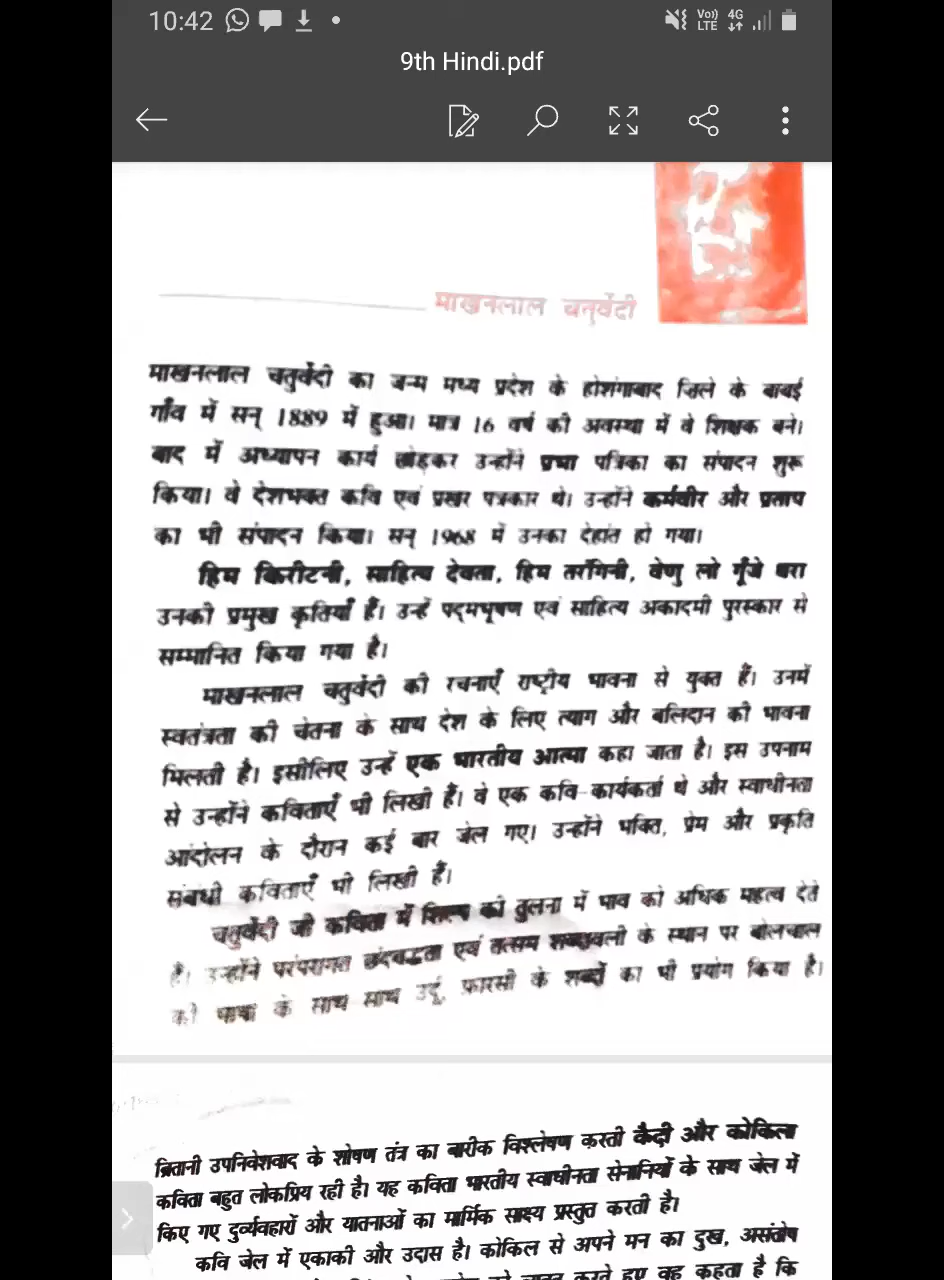 10:42
Vo)) LTE 4G
9th Hindi.pdf
माखनलाल चतुर्वेदी
माखनलाल चतुर्वेदी का जन्म मध्य प्रदेश के होशंगाबाद ज़िले के बाबई
गाँव में सन् 1889 में हुआ। मात्र 16 वर्ष की अवस्था में वे शिक्षक बने।
बाद में अध्यापन कार्य छोड़कर उन्होंने प्रभा पत्रिका का संपादन शुरू
किया। वे देशभक्त कवि एवं प्रखर पत्रकार थे। उन्होंने कर्मवीर और प्रताप
का भी संपादन किया। सन् 1968 में उनका देहांत हो गया।
हिम किरीटनी, साहित्य देवता, हिम तरंगिनी, वेणु लो गूँजे धरा
उनकी प्रमुख कृतियाँ हैं। उन्हें पद्मभूषण एवं साहित्य अकादमी पुरस्कार से
सम्मानित किया गया है।
माखनलाल चतुर्वेदी की रचनाएँ राष्ट्रीय भावना से युक्त हैं। उनमें
स्वतंत्रता की चेतना के साथ देश के लिए त्याग और बलिदान की भावना
मिलती है। इसीलिए उन्हें एक भारतीय आत्मा कहा जाता है। इस उपनाम
से उन्होंने कविताएँ भी लिखी हैं। वे एक कवि-कार्यकर्ता थे और स्वाधीनता
आंदोलन के दौरान कई बार जेल गए। उन्होंने भक्ति, प्रेम और प्रकृति
संबंधी कविताएँ भी लिखी हैं।
चतुर्वेदी जी कविता में शिल्प की तुलना में भाव को अधिक महत्व देते
हैं। उन्होंने परंपरागत छंदबद्धता एवं तत्सम शब्दावली के स्थान पर बोलचाल
की भाषा के साथ साथ उर्दू, फ़ारसी के शब्दों का भी प्रयोग किया है।
ब्रितानी उपनिवेशवाद के शोषण तंत्र का बारीक विश्लेषण करती कैदी और कोकिला
कविता बहुत लोकप्रिय रही है। यह कविता भारतीय स्वाधीनता सेनानियों के साथ जेल में
किए गए दुर्व्यवहारों और यातनाओं का मार्मिक साक्ष्य प्रस्तुत करती है।
कवि जेल में एकाकी और उदास है। कोकिल से अपने मन का दुख, असंतोष
करते हुए वह कहता है कि